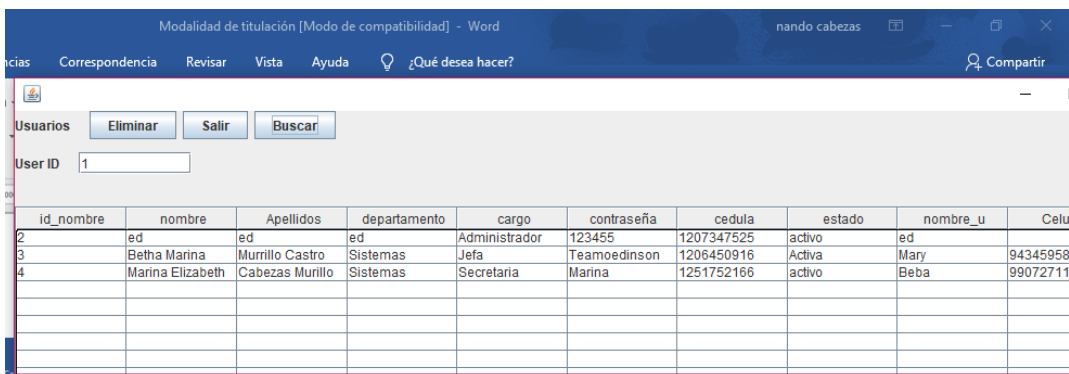 Modalidad de titulación [Modo de compatibilidad] - Word nando cabezas
Correspondencia Revisar Vista Ayuda ¿Qué desea hacer? Compartir
Usuarios Eliminar Salir Buscar
User ID 1
id_nombre nombre Apellidos departamento cargo contraseña cedula estado nombre_u
2 ed ed ed Administrador 123455 1207347525 activo ed
3 Betha Marina Murrillo Castro Sistemas Jefa Teamoedinson 1206450916 Activa Mary 94345958
4 Marina Elizabeth Cabezas Murillo Sistemas Secretaria Marina 1251752166 activo Beba 99072711